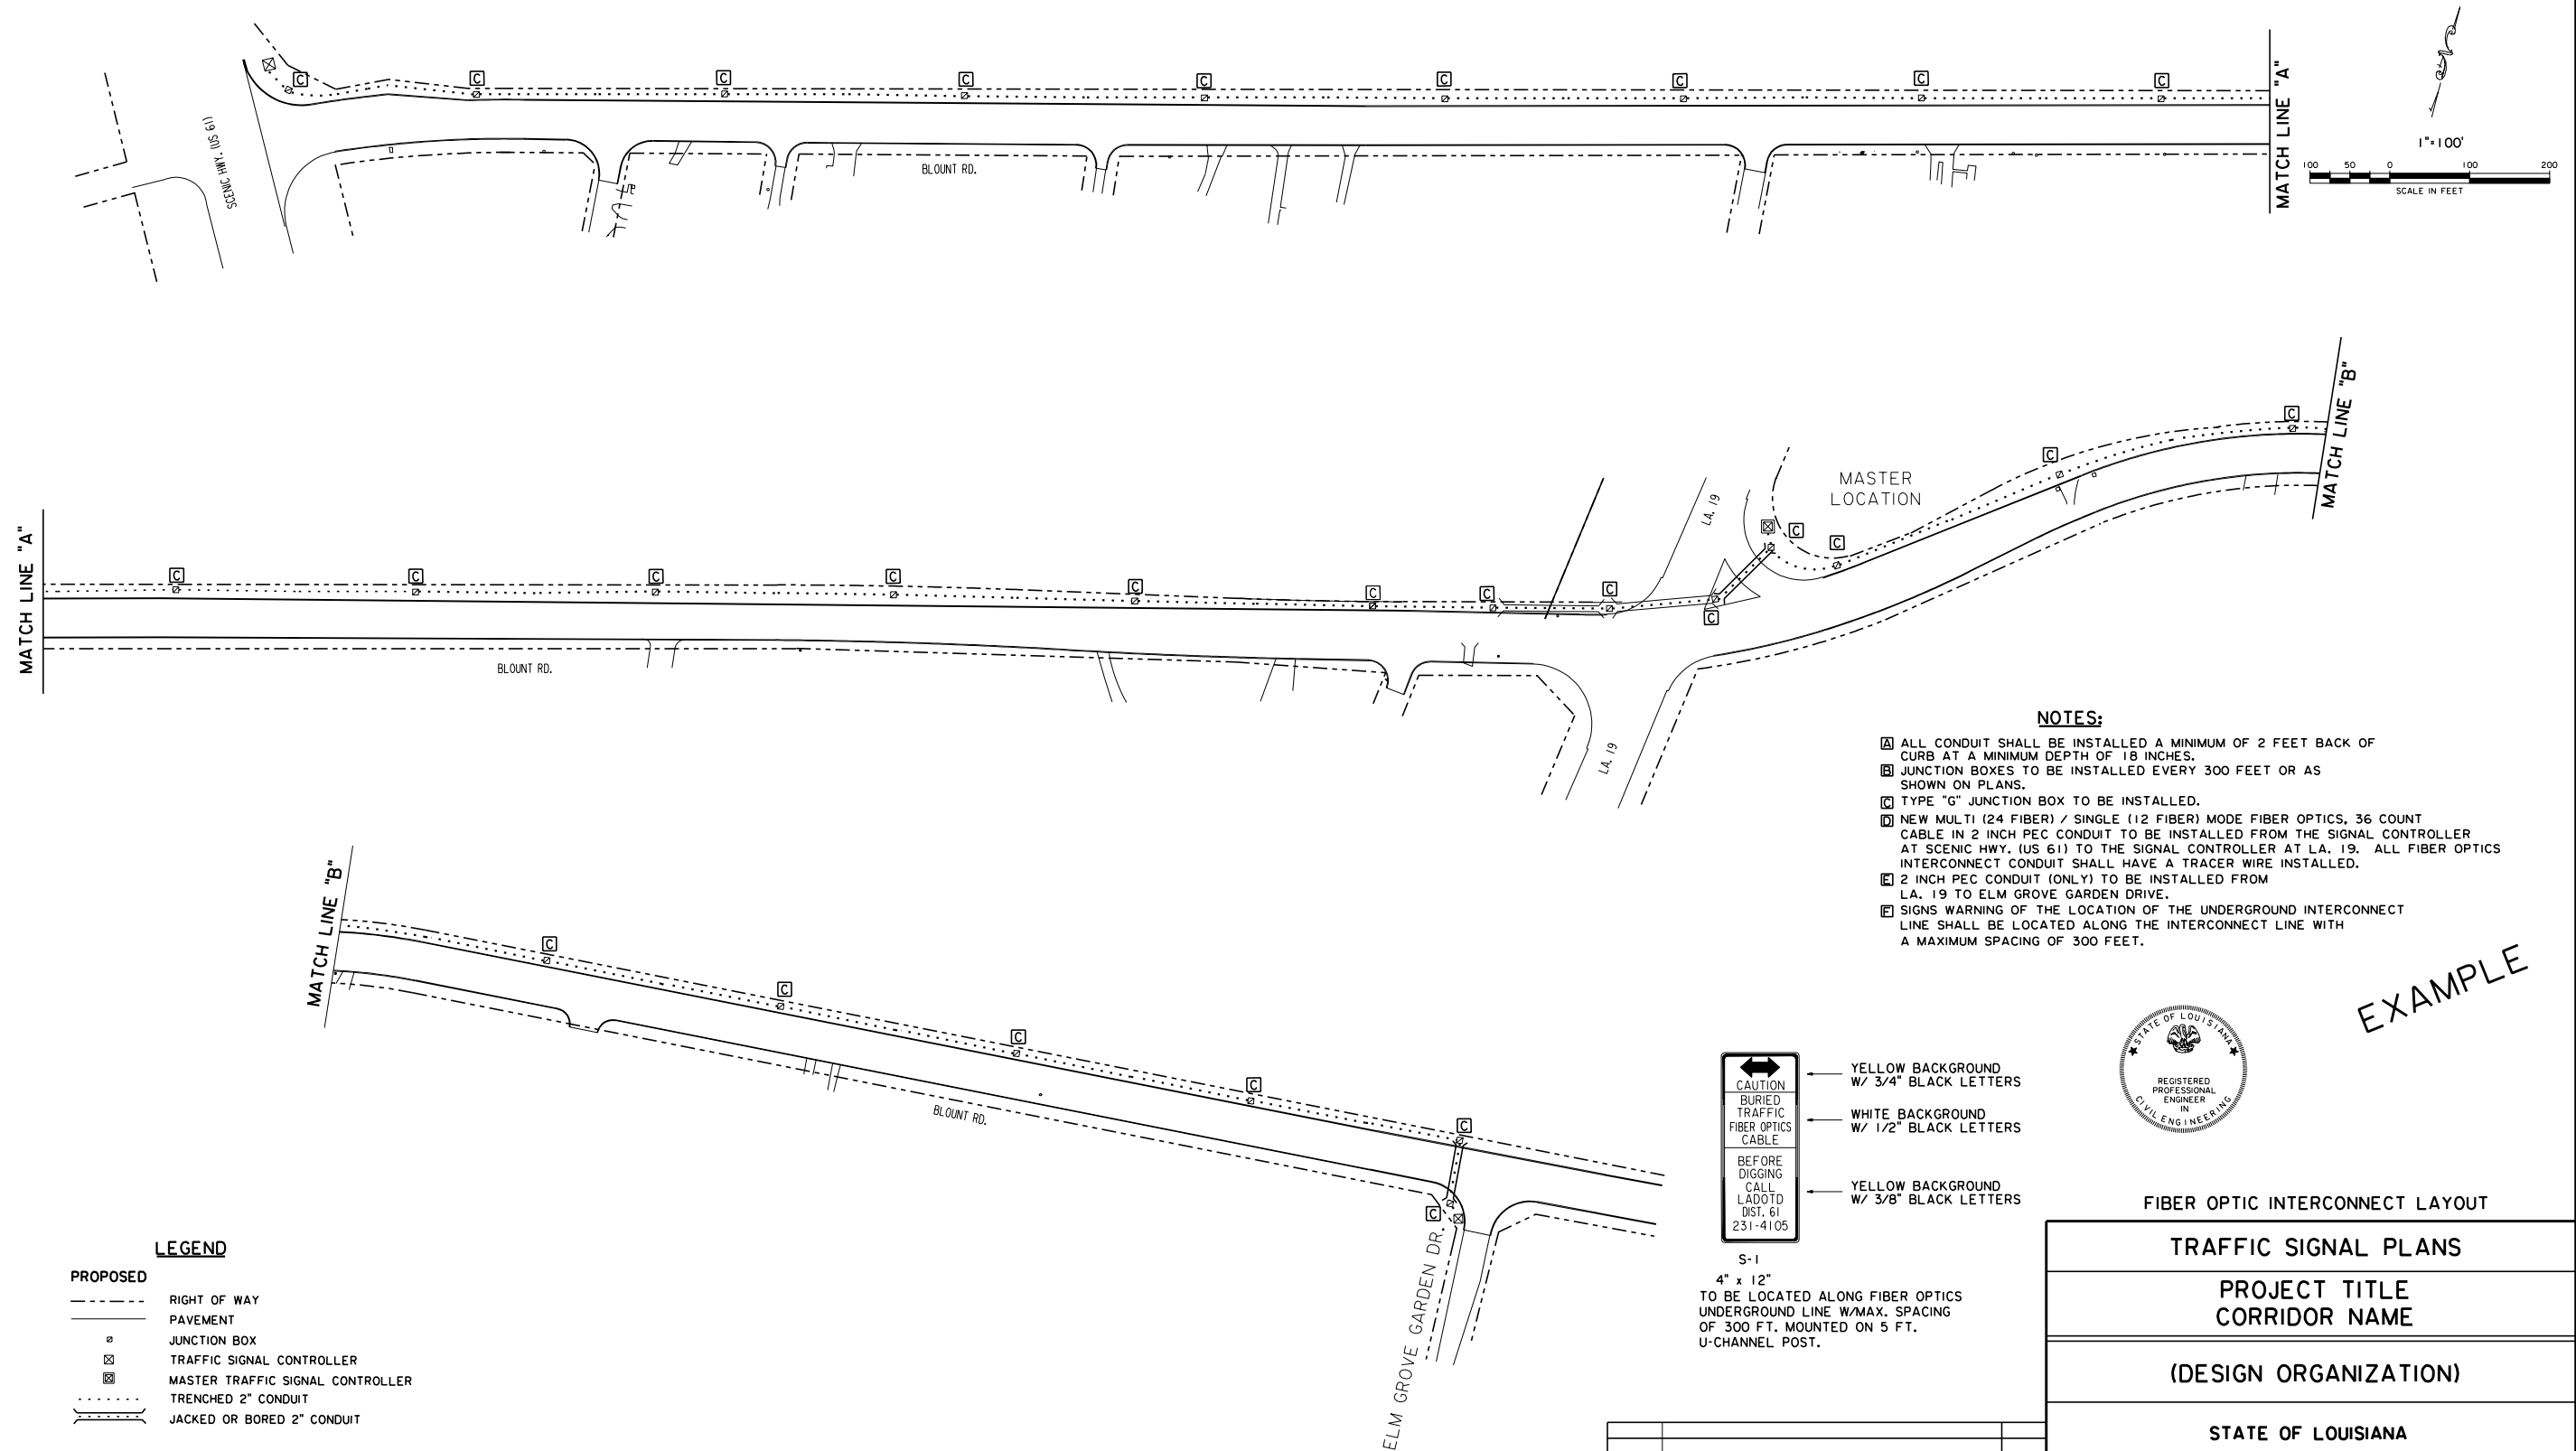 C
C C C C C C C C
SCENIC HWY. (US 61)
BLOUNT RD.
MATCH LINE "A"
1"=100'
100 50 0 100 200
SCALE IN FEET
MATCH LINE "A"
C C C C C C C C
C
BLOUNT RD.
LA. 19
LA. 19
MASTER
LOCATION
C
C
C
C
MATCH LINE "B"
NOTES:
A ALL CONDUIT SHALL BE INSTALLED A MINIMUM OF 2 FEET BACK OF
CURB AT A MINIMUM DEPTH OF 18 INCHES.
B JUNCTION BOXES TO BE INSTALLED EVERY 300 FEET OR AS
SHOWN ON PLANS.
C TYPE "G" JUNCTION BOX TO BE INSTALLED.
D NEW MULTI (24 FIBER) / SINGLE (12 FIBER) MODE FIBER OPTICS, 36 COUNT
CABLE IN 2 INCH PEC CONDUIT TO BE INSTALLED FROM THE SIGNAL CONTROLLER
AT SCENIC HWY. (US 61) TO THE SIGNAL CONTROLLER AT LA. 19. ALL FIBER OPTICS
INTERCONNECT CONDUIT SHALL HAVE A TRACER WIRE INSTALLED.
E 2 INCH PEC CONDUIT (ONLY) TO BE INSTALLED FROM
LA. 19 TO ELM GROVE GARDEN DRIVE.
F SIGNS WARNING OF THE LOCATION OF THE UNDERGROUND INTERCONNECT
LINE SHALL BE LOCATED ALONG THE INTERCONNECT LINE WITH
A MAXIMUM SPACING OF 300 FEET.
MATCH LINE "B"
C
C
C
C
C
C
BLOUNT RD.
ELM GROVE GARDEN DR.
EXAMPLE
CAUTION
BURIED
TRAFFIC
FIBER OPTICS
CABLE
BEFORE
DIGGING
CALL
LADOTD
DIST. 61
231-4105
YELLOW BACKGROUND
W/ 3/4" BLACK LETTERS
WHITE BACKGROUND
W/ 1/2" BLACK LETTERS
YELLOW BACKGROUND
W/ 3/8" BLACK LETTERS
S-1
4" x 12"
TO BE LOCATED ALONG FIBER OPTICS
UNDERGROUND LINE W/MAX. SPACING
OF 300 FT. MOUNTED ON 5 FT.
U-CHANNEL POST.
STATE OF LOUISIANA
REGISTERED
PROFESSIONAL
ENGINEER
IN
CIVIL ENGINEERING
LEGEND
PROPOSED
RIGHT OF WAY
PAVEMENT
JUNCTION BOX
TRAFFIC SIGNAL CONTROLLER
MASTER TRAFFIC SIGNAL CONTROLLER
TRENCHED 2" CONDUIT
JACKED OR BORED 2" CONDUIT
FIBER OPTIC INTERCONNECT LAYOUT
TRAFFIC SIGNAL PLANS
PROJECT TITLE
CORRIDOR NAME
(DESIGN ORGANIZATION)
STATE OF LOUISIANA